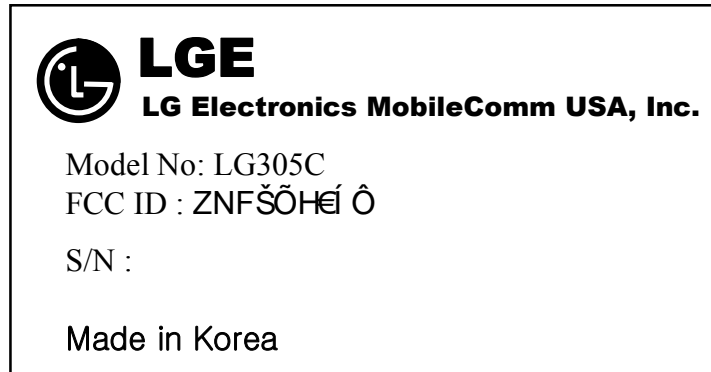 LGE
LG Electronics MobileComm USA, Inc.
Model No: LG305C
FCC ID : ZNFŠÕH€Í Ô
S/N :
Made in Korea